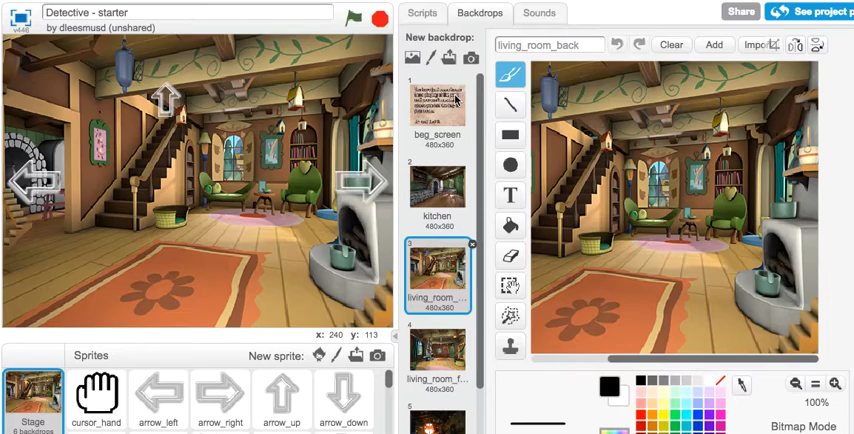 Detective - starter
v446
by dleesmusd (unshared)
Scripts
Backdrops
Sounds
Share
See project p
New backdrop:
living_room_back
Clear
Add
Impor
1
beg_screen
480x360
2
kitchen
480x360
3
living_room_...
480x360
4
living_room_f...
480x360
5
T
x: 240 y: 113
Sprites
New sprite:
Stage
6 backdrops
cursor_hand
arrow_left
arrow_right
arrow_up
arrow_down
100%
Bitmap Mode